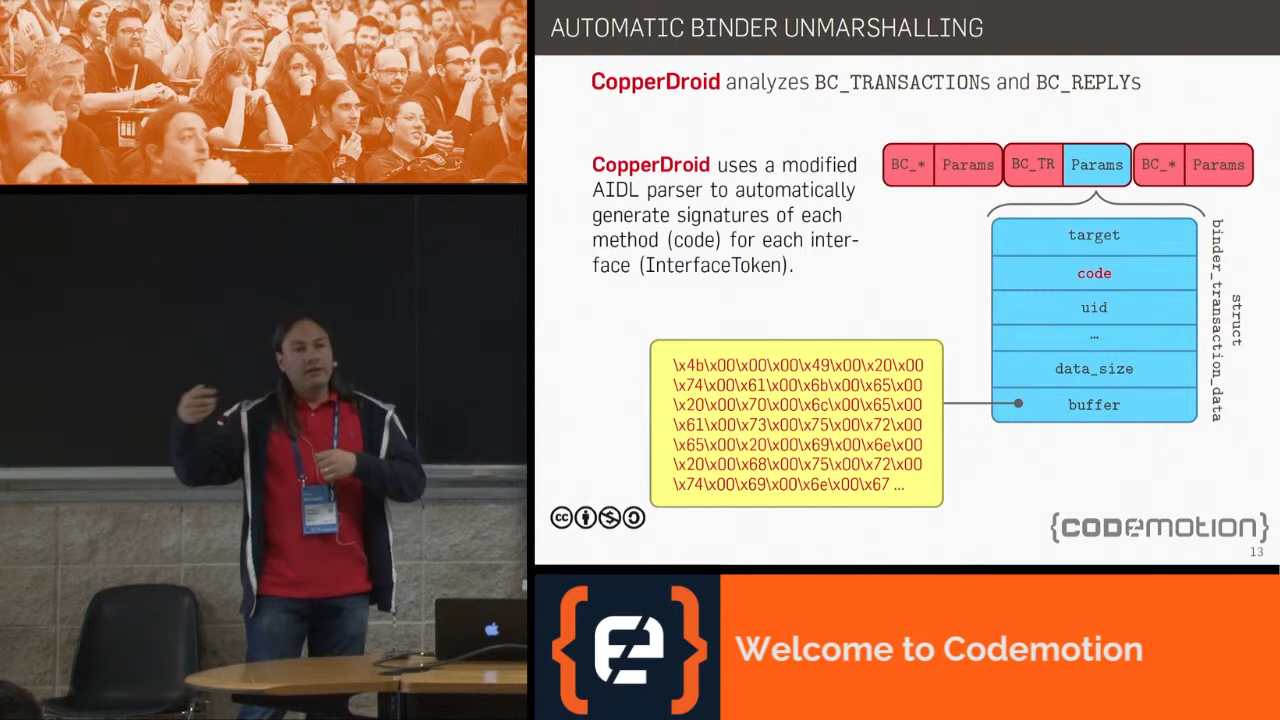 AUTOMATIC BINDER UNMARSHALLING
CopperDroid analyzes BC_TRANSACTIONs and BC_REPLYs
CopperDroid uses a modified
AIDL parser to automatically
generate signatures of each
method (code) for each inter-
face (InterfaceToken).
BC_* Params BC_TR Params BC_* Params
target
code
uid
...
data_size
buffer
struct
binder_transaction_data
\x4b\x00\x00\x00\x49\x00\x20\x00
\x74\x00\x61\x00\x6b\x00\x65\x00
\x20\x00\x70\x00\x6c\x00\x65\x00
\x61\x00\x73\x00\x75\x00\x72\x00
\x65\x00\x20\x00\x69\x00\x6e\x00
\x20\x00\x68\x00\x75\x00\x72\x00
\x74\x00\x69\x00\x6e\x00\x67 ...
cc
{codemotion}
13
Welcome to Codemotion